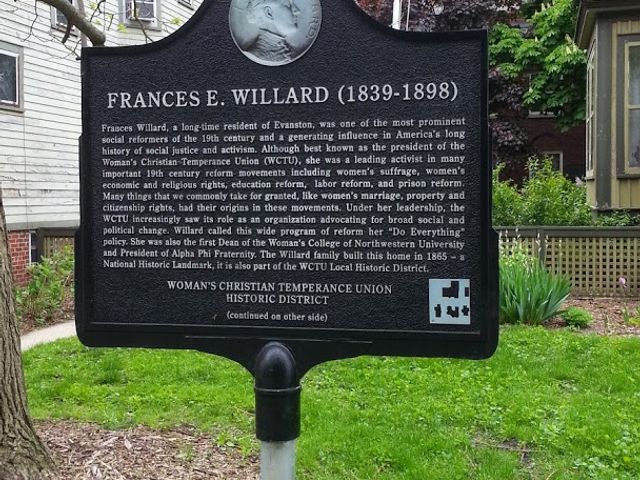 FRANCES E. WILLARD (1839-1898)
Frances Willard, a long-time resident of Evanston, was one of the most prominent
social reformers of the 19th century and a generating influence in America's long
history of social justice and activism. Although best known as the president of the
Woman's Christian Temperance Union (WCTU), she was a leading activist in many
important 19th century reform movements including women's suffrage, women's
economic and religious rights, education reform, labor reform, and prison reform.
Many things that we commonly take for granted, like women's marriage, property and
citizenship rights, had their origins in these movements. Under her leadership, the
WCTU increasingly saw its role as an organization advocating for broad social and
political change. Willard called this wide program of reform her "Do Everything"
policy. She was also the first Dean of the Woman's College of Northwestern University
and President of Alpha Phi Fraternity. The Willard family built this home in 1865 – a
National Historic Landmark, it is also part of the WCTU Local Historic District.
WOMAN'S CHRISTIAN TEMPERANCE UNION
HISTORIC DISTRICT
(continued on other side)